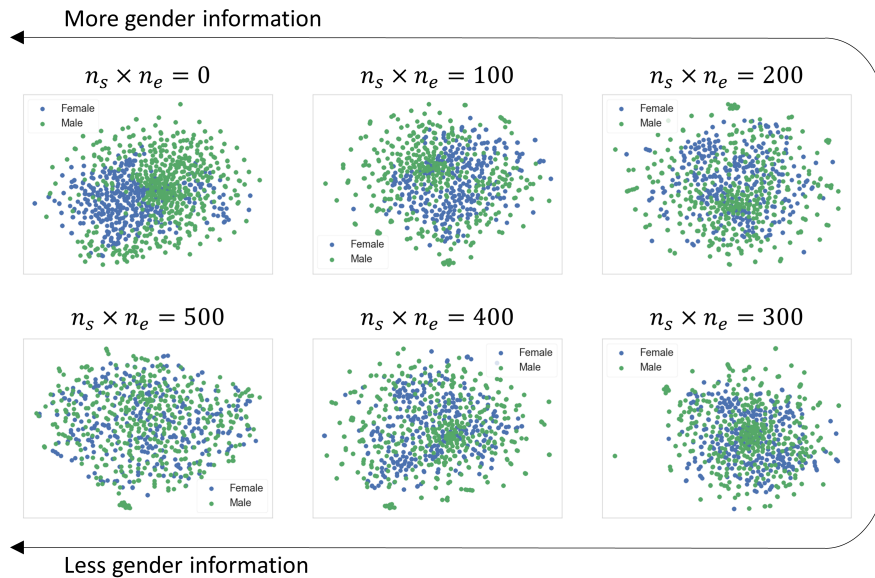 More gender information
n_s × n_e = 0
Female
Male
n_s × n_e = 100
Female
Male
n_s × n_e = 200
Female
Male
n_s × n_e = 500
Female
Male
n_s × n_e = 400
Female
Male
n_s × n_e = 300
Female
Male
Less gender information